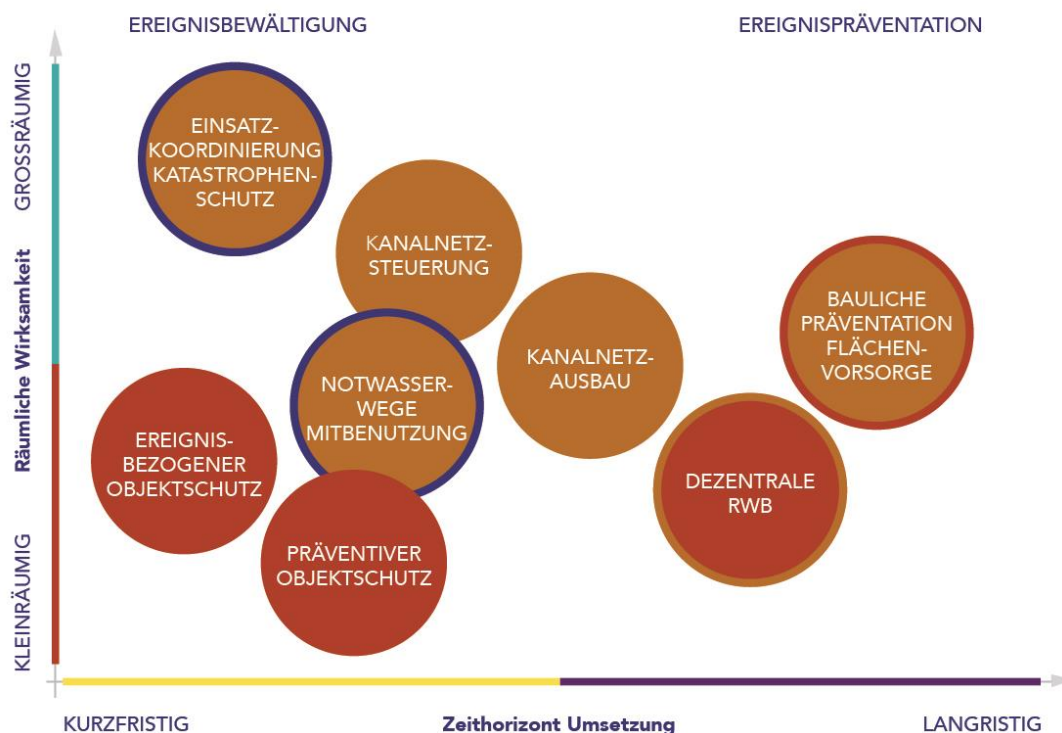 EREIGNISBEWÄLTIGUNG
EREIGNISPRÄVENTATION
GROSSRÄUMIG
Räumliche Wirksamkeit
KLEINRÄUMIG
EINSATZ-
KOORDINIERUNG
KATASTROPHEN-
SCHUTZ
KANALNETZ-
STEUERUNG
BAULICHE
PRÄVENTATION
FLÄCHEN-
VORSORGE
KANALNETZ-
AUSBAU
NOTWASSER-
WEGE
MITBENUTZUNG
EREIGNIS-
BEZOGENER
OBJEKTSCHUTZ
DEZENTRALE
RWB
PRÄVENTIVER
OBJEKTSCHUTZ
KURZFRISTIG
Zeithorizont Umsetzung
LANGRISTIG